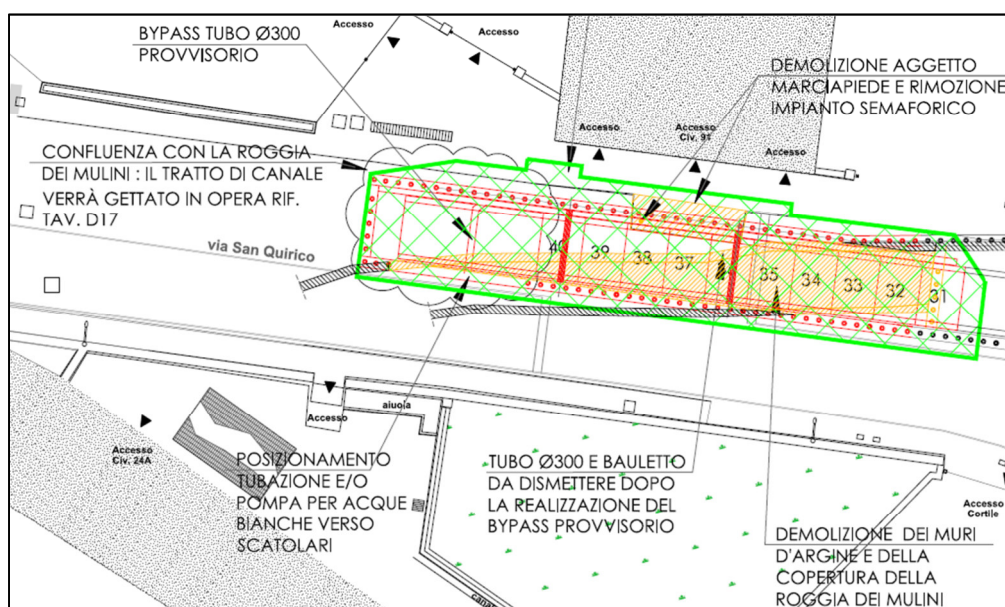 BYPASS TUBO Ø300
PROVVISORIO
Accesso
Accesso
DEMOLIZIONE AGGETTO
MARCIAPIEDE E RIMOZIONE
IMPIANTO SEMAFORICO
Accesso
Accesso
Civ. 91
Accesso
CONFLUENZA CON LA ROGGIA
DEI MULINI : IL TRATTO DI CANALE
VERRÀ GETTATO IN OPERA RIF.
TAV. D17
via San Quirico
40
39
38
37
35
34
33
32
31
Accesso
aiuola
Accesso
Civ. 24A
POSIZIONAMENTO
TUBAZIONE E/O
POMPA PER ACQUE
BIANCHE VERSO
SCATOLARI
TUBO Ø300 E BAULETTO
DA DISMETTERE DOPO
LA REALIZZAZIONE DEL
BYPASS PROVVISORIO
Accesso
Cortile
DEMOLIZIONE DEI MURI
D'ARGINE E DELLA
COPERTURA DELLA
ROGGIA DEI MULINI